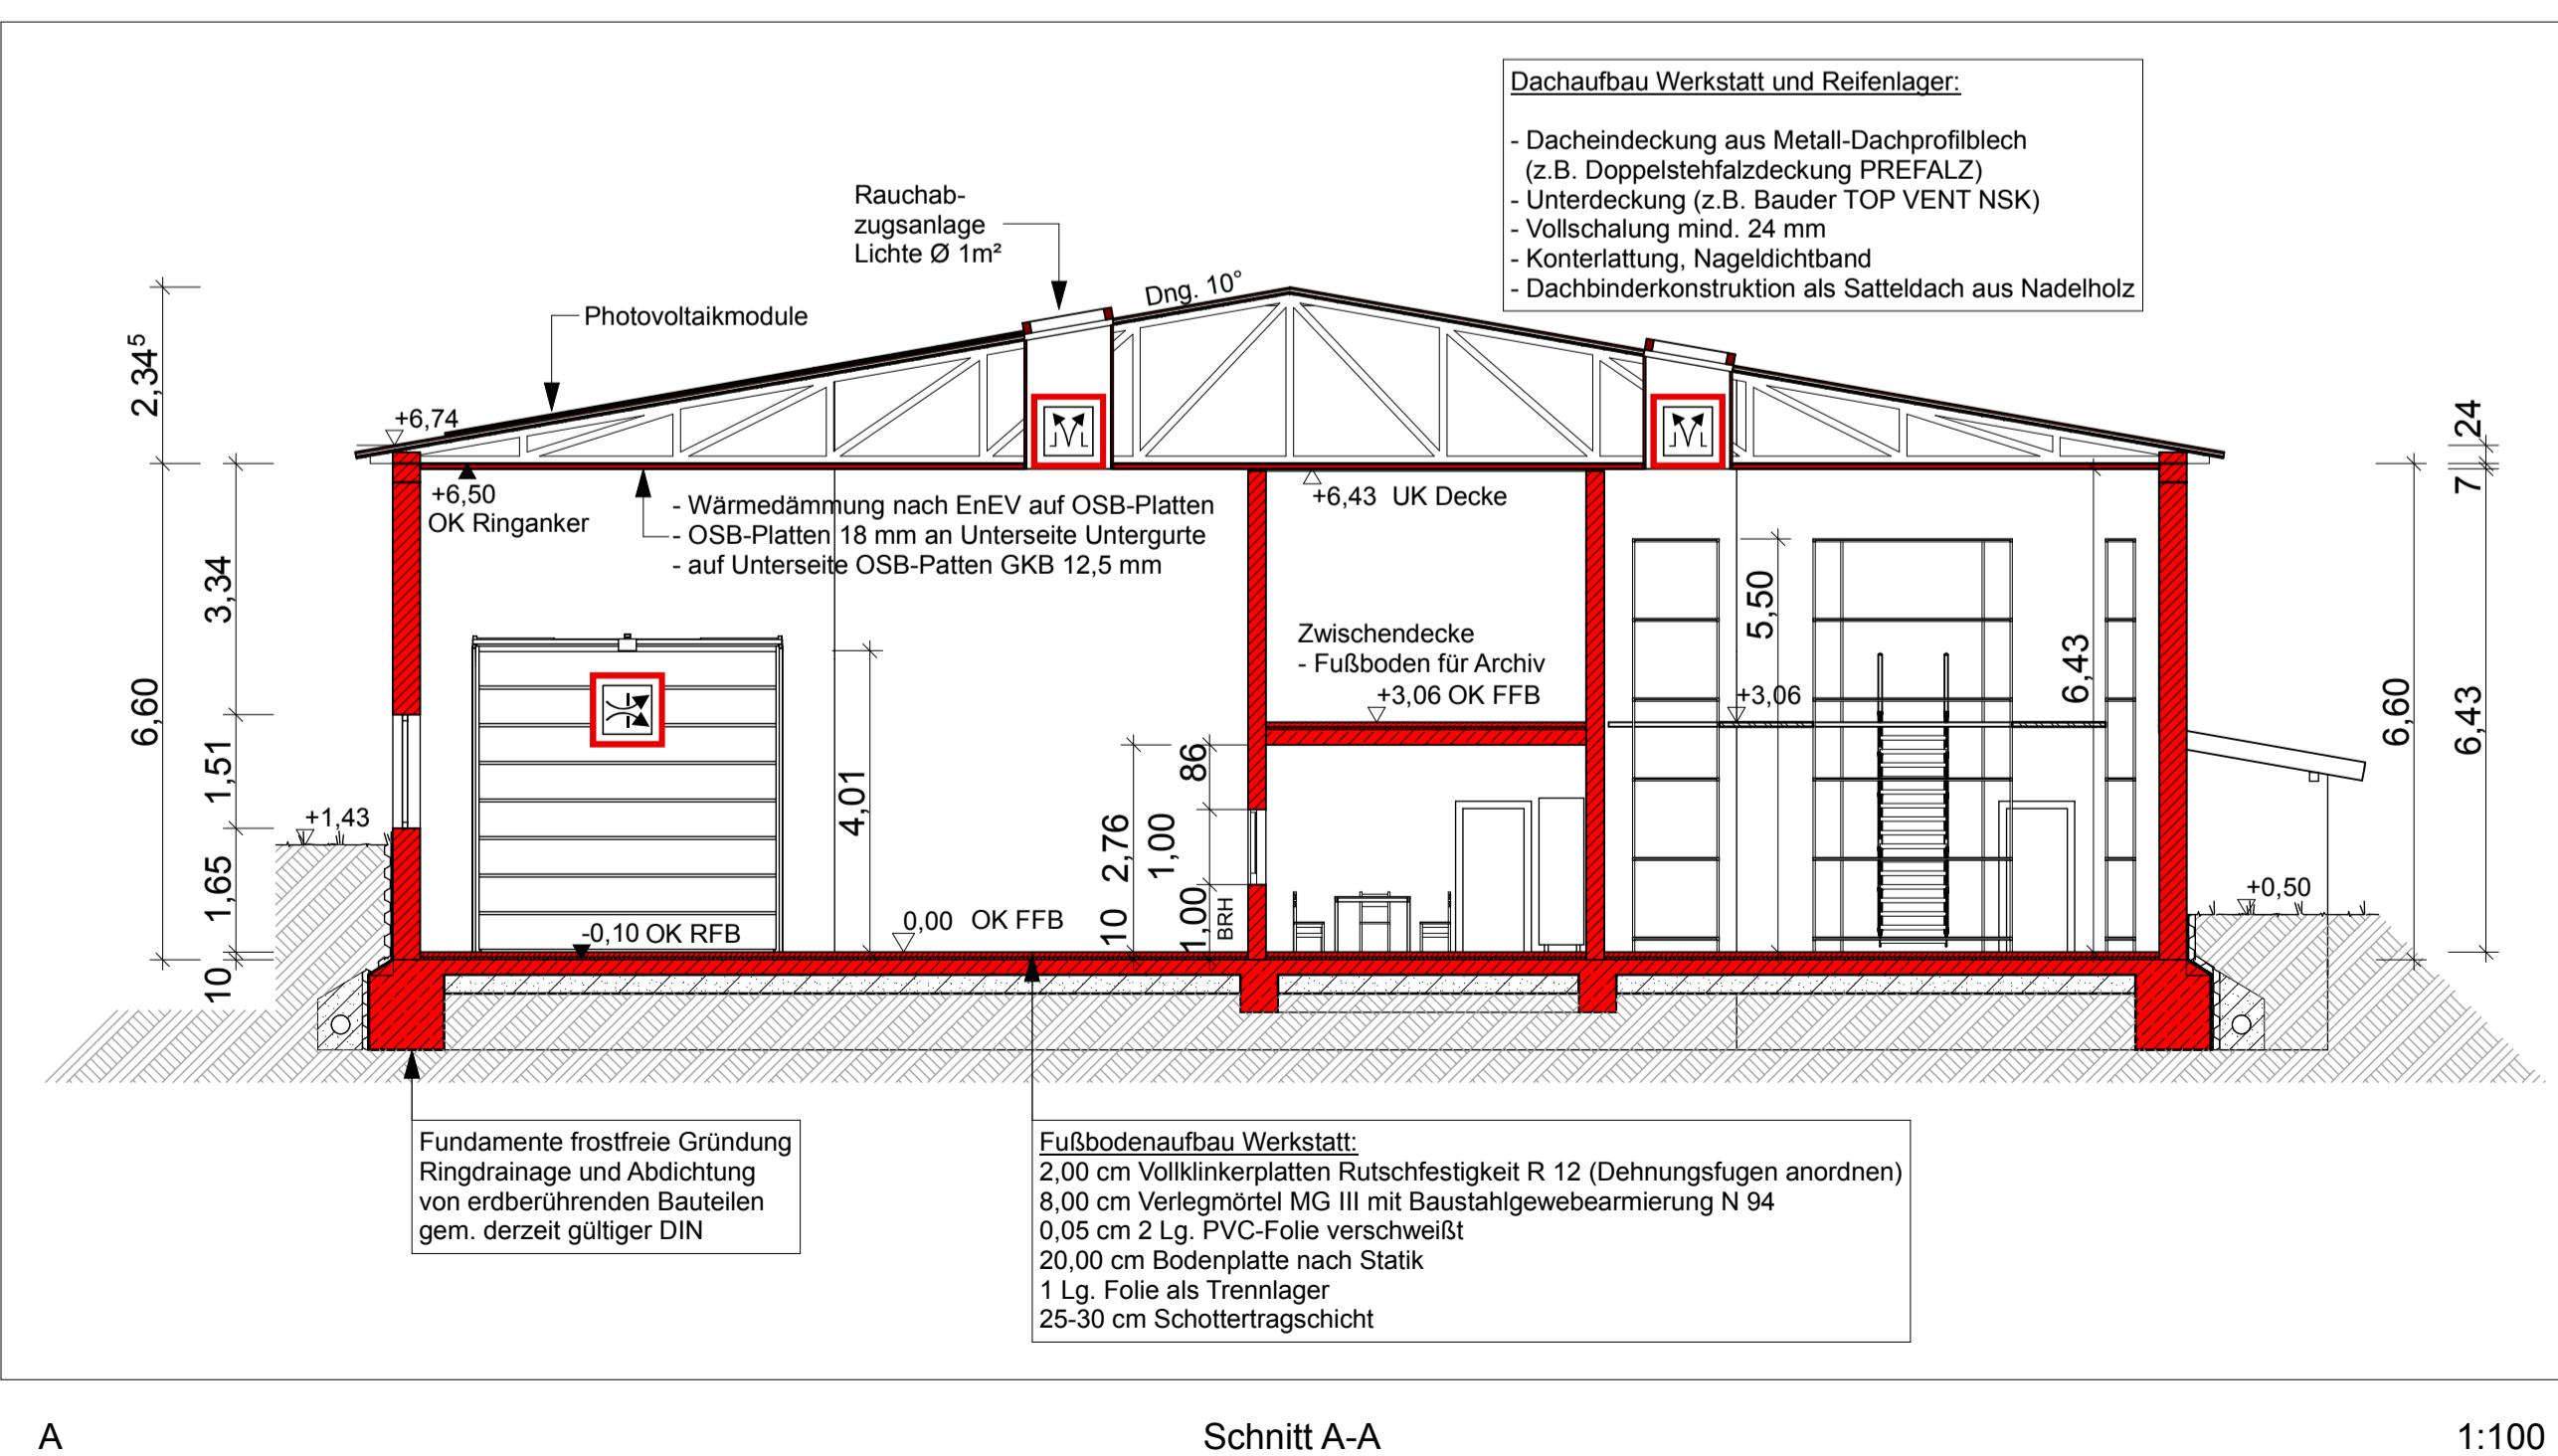 Dachaufbau Werkstatt und Reifenlager:
- Dacheindeckung aus Metall-Dachprofilblech
(z.B. Doppelstehfalzdeckung PREFALZ)
- Unterdeckung (z.B. Bauder TOP VENT NSK)
- Vollschalung mind. 24 mm
- Konterlattung, Nageldichtband
- Dachbinderkonstruktion als Satteldach aus Nadelholz
Rauchab-
zugsanlage
Lichte Ø 1m²
Dng. 10°
Photovoltaikmodule
2,34⁵
+6,74
24
7
+6,50
OK Ringanker
- Wärmedämmung nach EnEV auf OSB-Platten
- OSB-Platten 18 mm an Unterseite Untergurte
- auf Unterseite OSB-Patten GKB 12,5 mm
+6,43 UK Decke
3,34
5,50
Zwischendecke
- Fußboden für Archiv
+3,06 OK FFB
+3,06
6,43
6,60
6,60
6,43
1,51
4,01
86
2,76
1,00
+1,43
1,65
10
10
1,00
BRH
-0,10 OK RFB
0,00 OK FFB
+0,50
Fundamente frostfreie Gründung
Ringdrainage und Abdichtung
von erdberührenden Bauteilen
gem. derzeit gültiger DIN
Fußbodenaufbau Werkstatt:
2,00 cm Vollklinkerplatten Rutschfestigkeit R 12 (Dehnungsfugen anordnen)
8,00 cm Verlegmörtel MG III mit Baustahlgewebearmierung N 94
0,05 cm 2 Lg. PVC-Folie verschweißt
20,00 cm Bodenplatte nach Statik
1 Lg. Folie als Trennlager
25-30 cm Schottertragschicht
A
Schnitt A-A
1:100